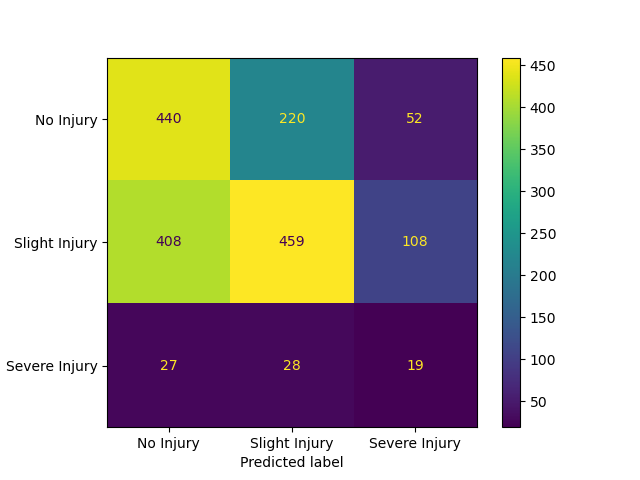 No Injury 440 220 52
Slight Injury 408 459 108
Severe Injury 27 28 19
No Injury Slight Injury Severe Injury
Predicted label
450
400
350
300
250
200
150
100
50